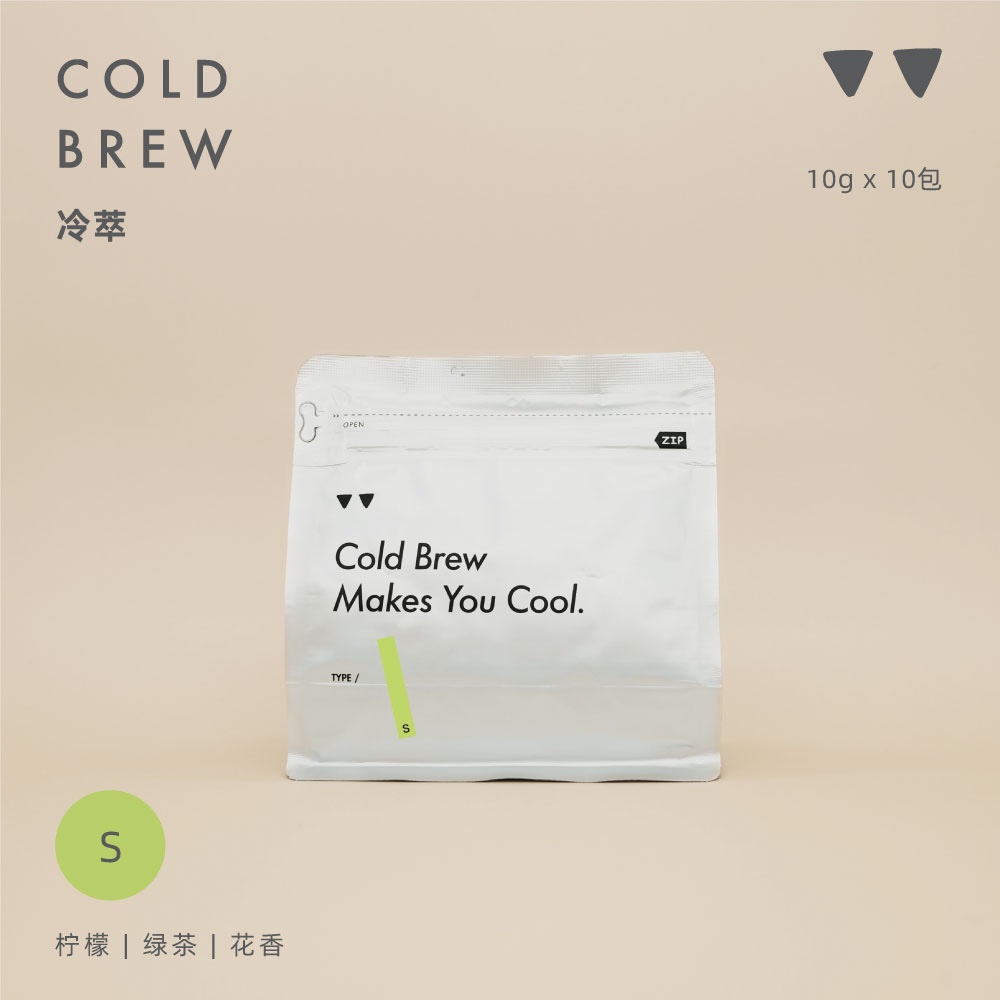 COLD
BREW
冷萃
10g x 10包
OPEN
ZIP
Cold Brew
Makes You Cool.
TYPE /
S
S
柠檬 | 绿茶 | 花香